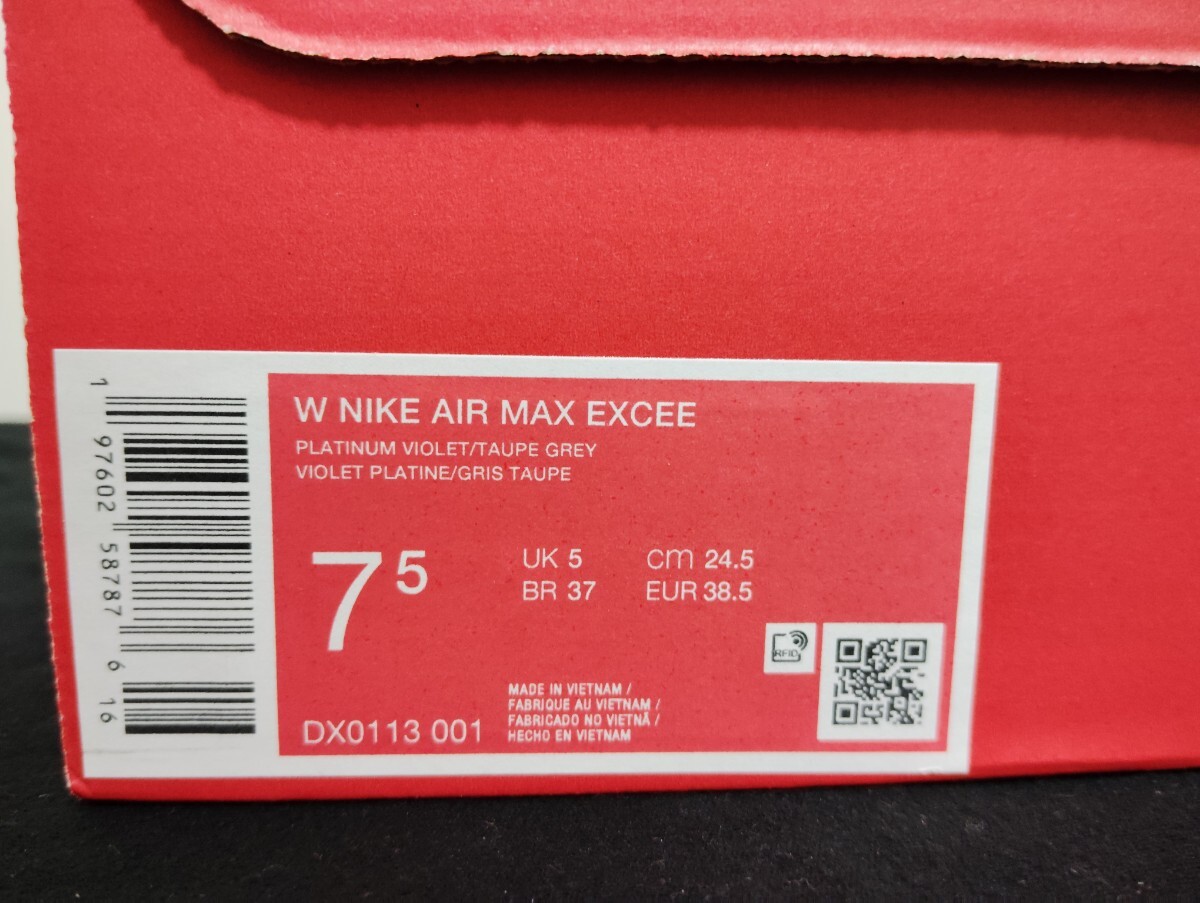 W NIKE AIR MAX EXCEE
PLATINUM VIOLET/TAUPE GREY
VIOLET PLATINE/GRIS TAUPE
7 5
UK 5 cm 24.5
BR 37 EUR 38.5
RFID
MADE IN VIETNAM /
FABRIQUE AU VIETNAM /
FABRICADO NO VIETNÃ /
HECHO EN VIETNAM
DX0113 001
1 97602 58787 6 16